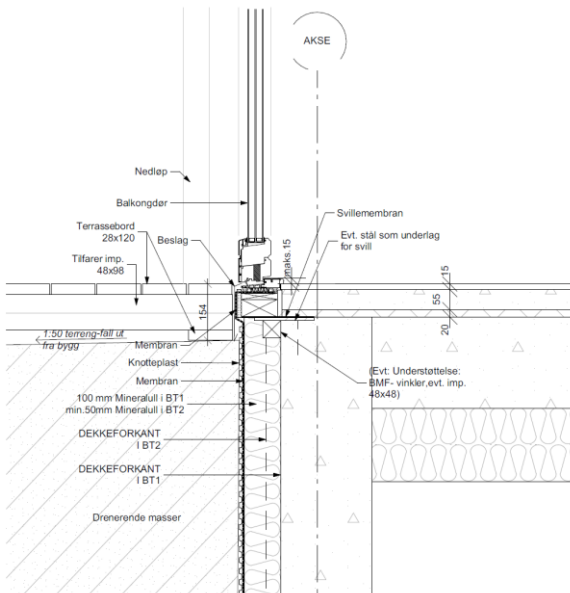 AKSE
Nedløp
Balkongdør
Terrassebord
28x120
Beslag
Tilfarer imp.
48x98
Svillemembran
Evt. stål som underlag
for svill
maks.15
15
55
20
154
1:50 terreng-fall ut
fra bygg
Membran
Knotteplast
Membran
100 mm Mineralull i BT1
min.50mm Mineralull i BT2
(Evt: Understøttelse:
BMF- vinkler,evt. imp.
48x48)
DEKKEFORKANT
I BT2
DEKKEFORKANT
I BT1
Drenerende masser